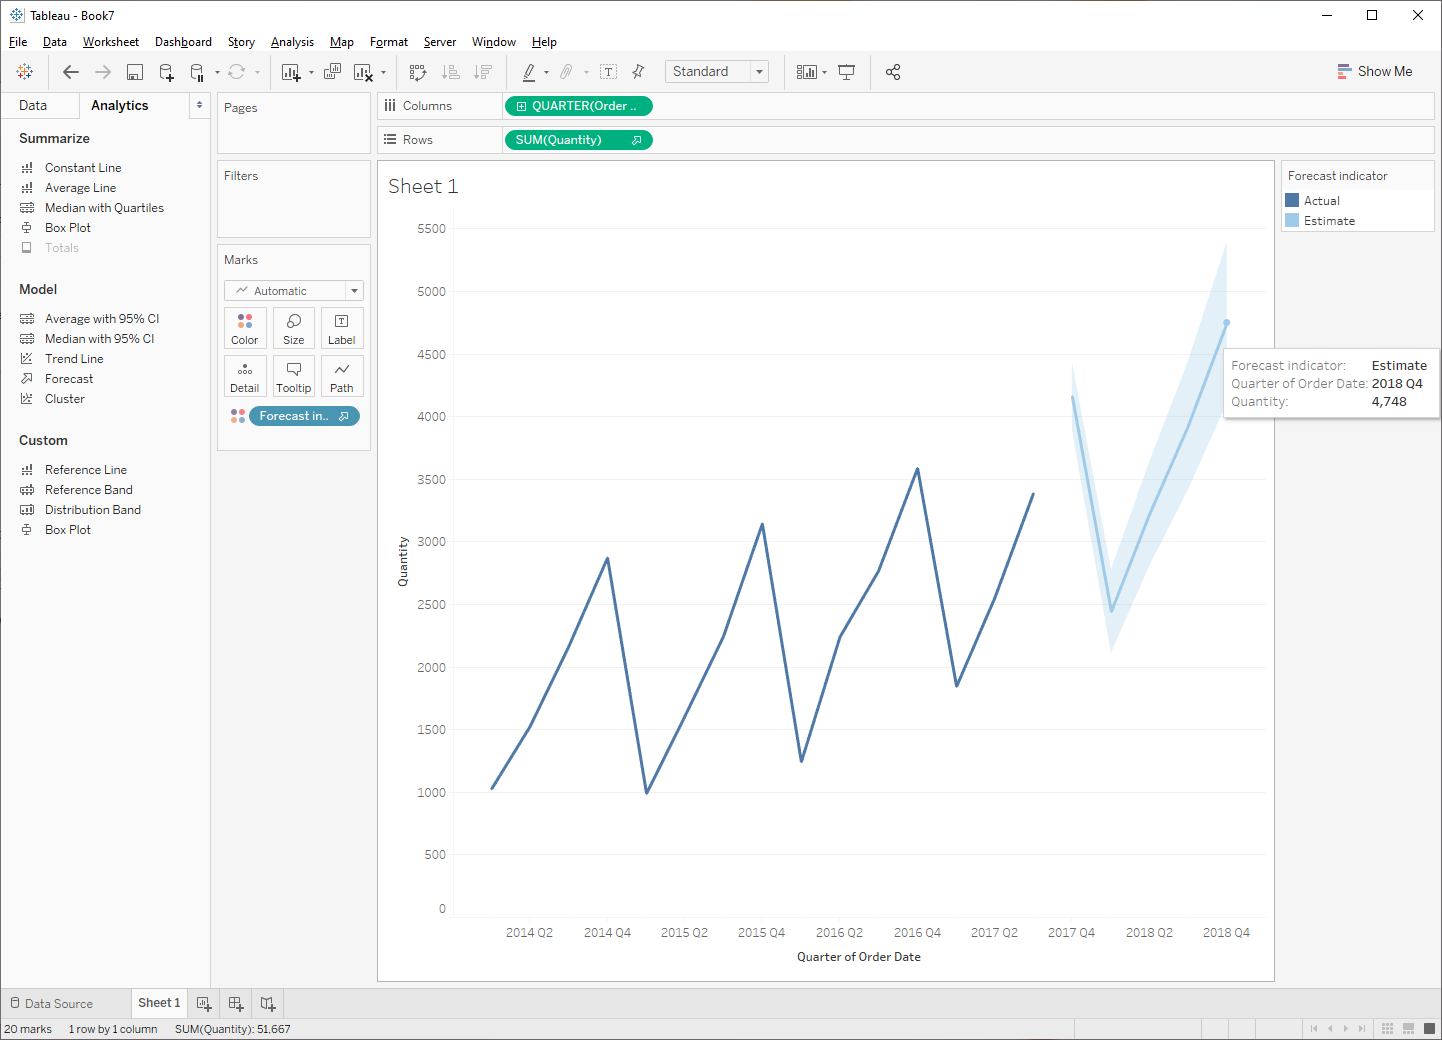 Tableau - Book7
File Data Worksheet Dashboard Story Analysis Map Format Server Window Help
Standard
Show Me
Data Analytics
Summarize
Constant Line
Average Line
Median with Quartiles
Box Plot
Totals
Model
Average with 95% CI
Median with 95% CI
Trend Line
Forecast
Cluster
Custom
Reference Line
Reference Band
Distribution Band
Box Plot
Pages
Filters
Marks
Automatic
Color Size Label
Detail Tooltip Path
Forecast in..
Columns QUARTER(Order ..
Rows SUM(Quantity)
Sheet 1
5500
5000
4500
4000
3500
3000
2500
2000
1500
1000
500
0
Quantity
2014 Q2 2014 Q4 2015 Q2 2015 Q4 2016 Q2 2016 Q4 2017 Q2 2017 Q4 2018 Q2 2018 Q4
Quarter of Order Date
Forecast indicator: Estimate
Quarter of Order Date: 2018 Q4
Quantity: 4,748
Forecast indicator
Actual
Estimate
Data Source Sheet 1
20 marks 1 row by 1 column SUM(Quantity): 51,667